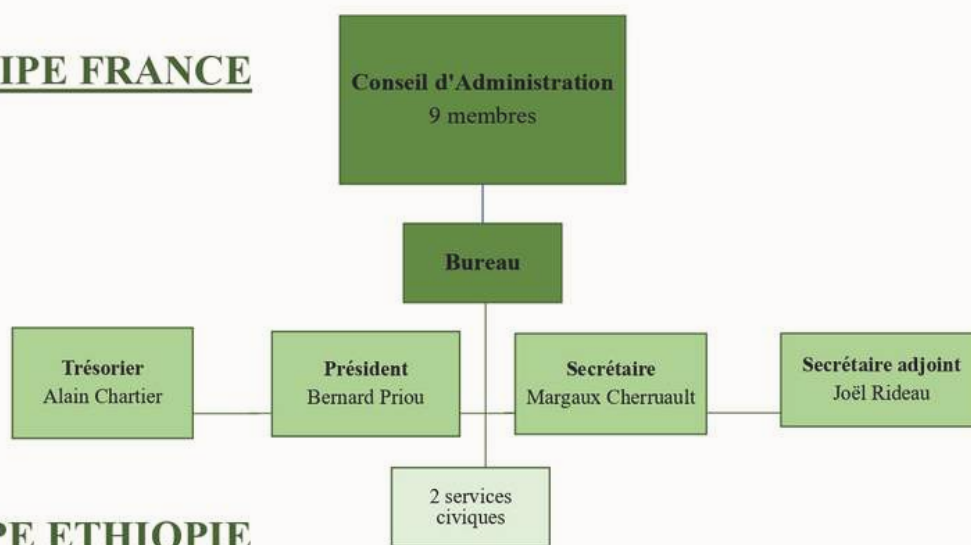 IPE FRANCE
Conseil d'Administration
9 membres
Bureau
Trésorier
Alain Chartier
Président
Bernard Priou
Secrétaire
Margaux Cherruault
Secrétaire adjoint
Joël Rideau
2 services
civiques
PE ETHIOPIE